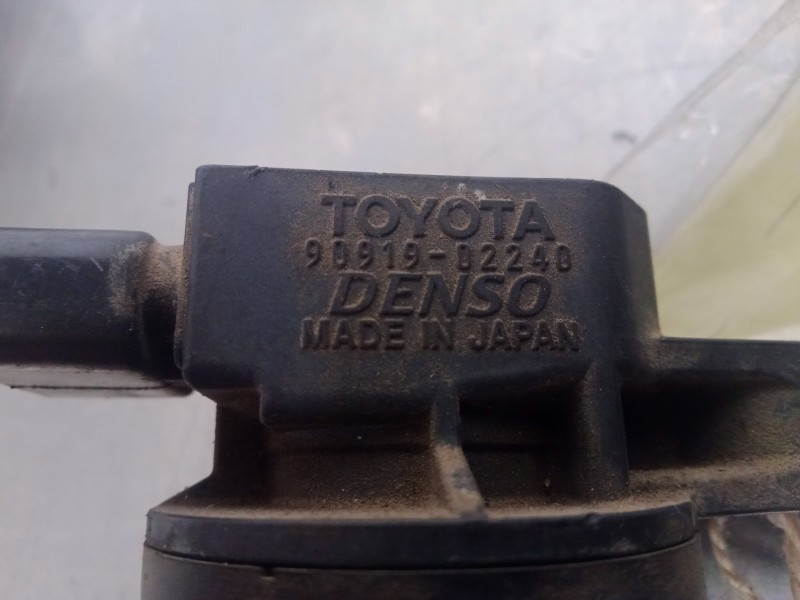 TOYOTA
90919-02240
DENSO
MADE IN JAPAN